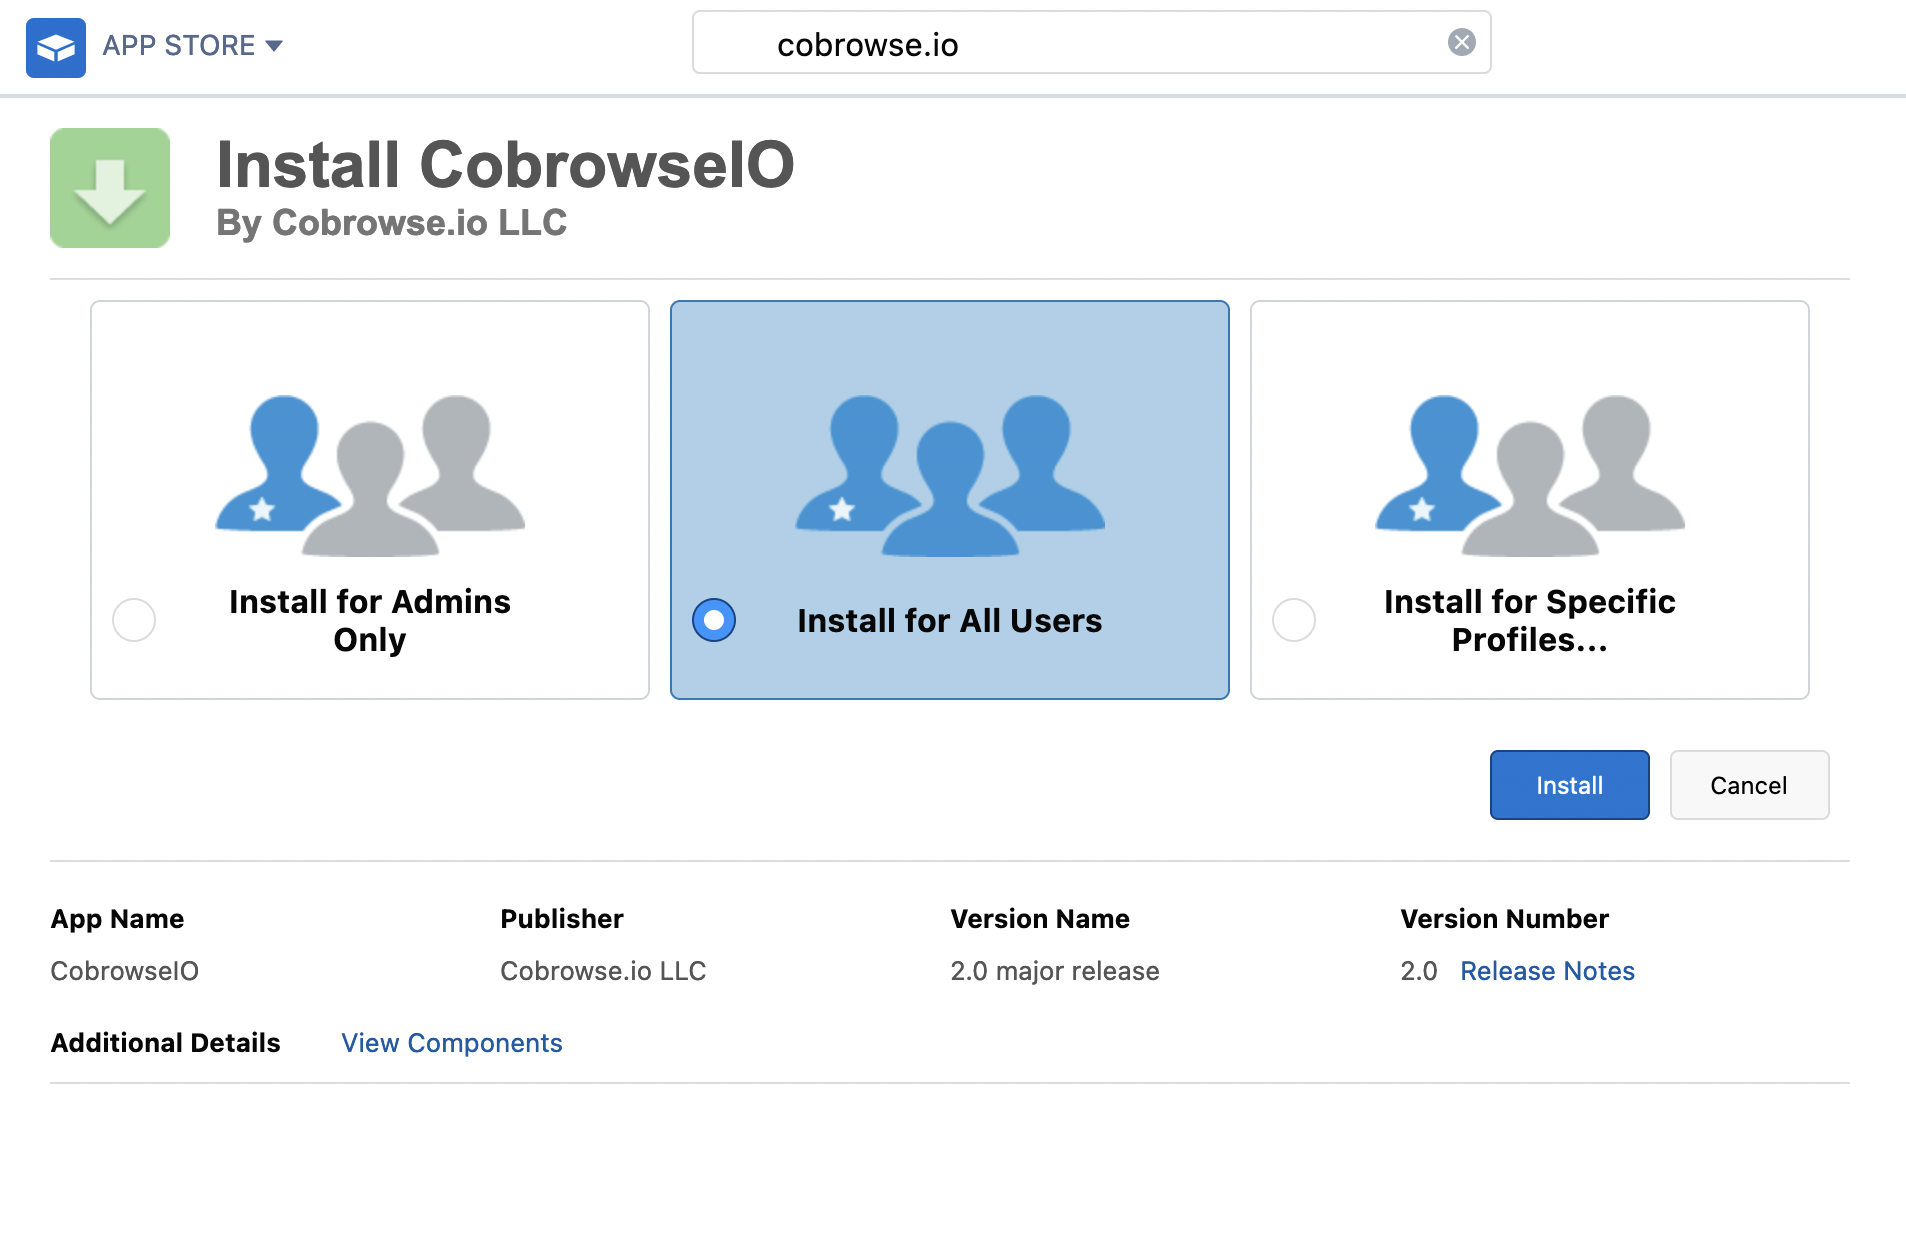 APP STORE
cobrowse.io
Install CobrowseIO
By Cobrowse.io LLC
Install for Admins
Only
Install for All Users
Install for Specific
Profiles...
Install
Cancel
App Name
Publisher
Version Name
Version Number
CobrowseIO
Cobrowse.io LLC
2.0 major release
2.0 Release Notes
Additional Details
View Components